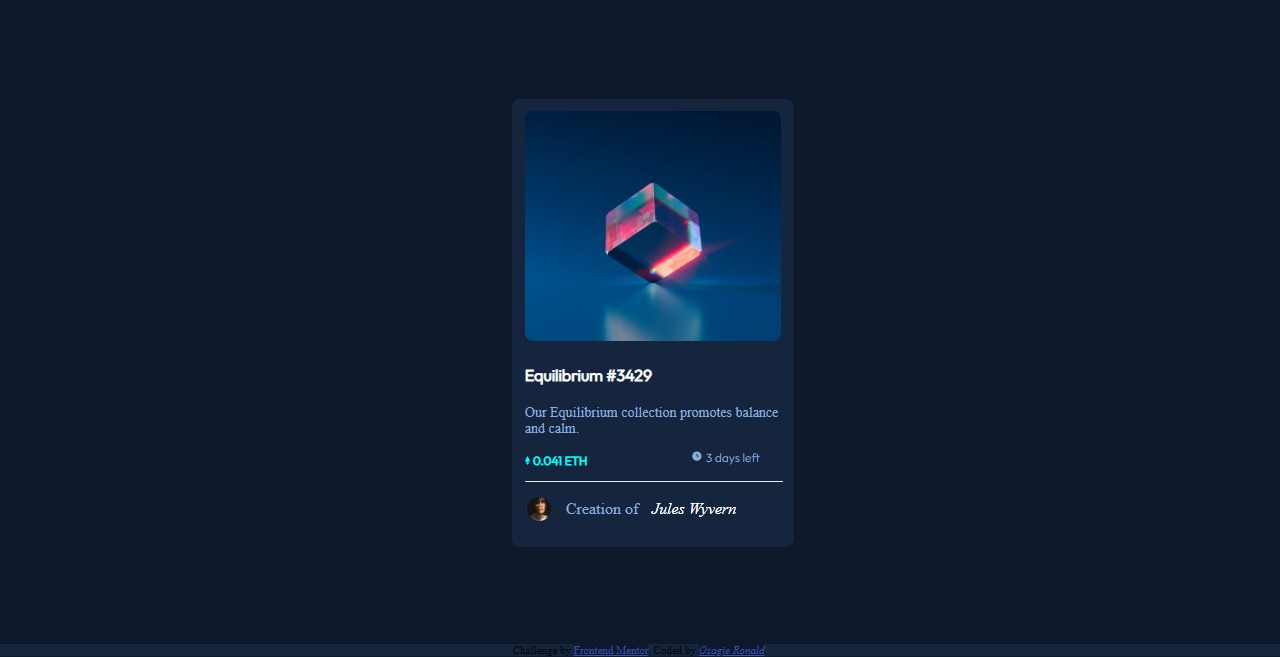 Equilibrium #3429
Our Equilibrium collection promotes balance
and calm.
0.041 ETH 3 days left
Creation of Jules Wyvern
Challenge by Frontend Mentor. Coded by Ozagie Ronald